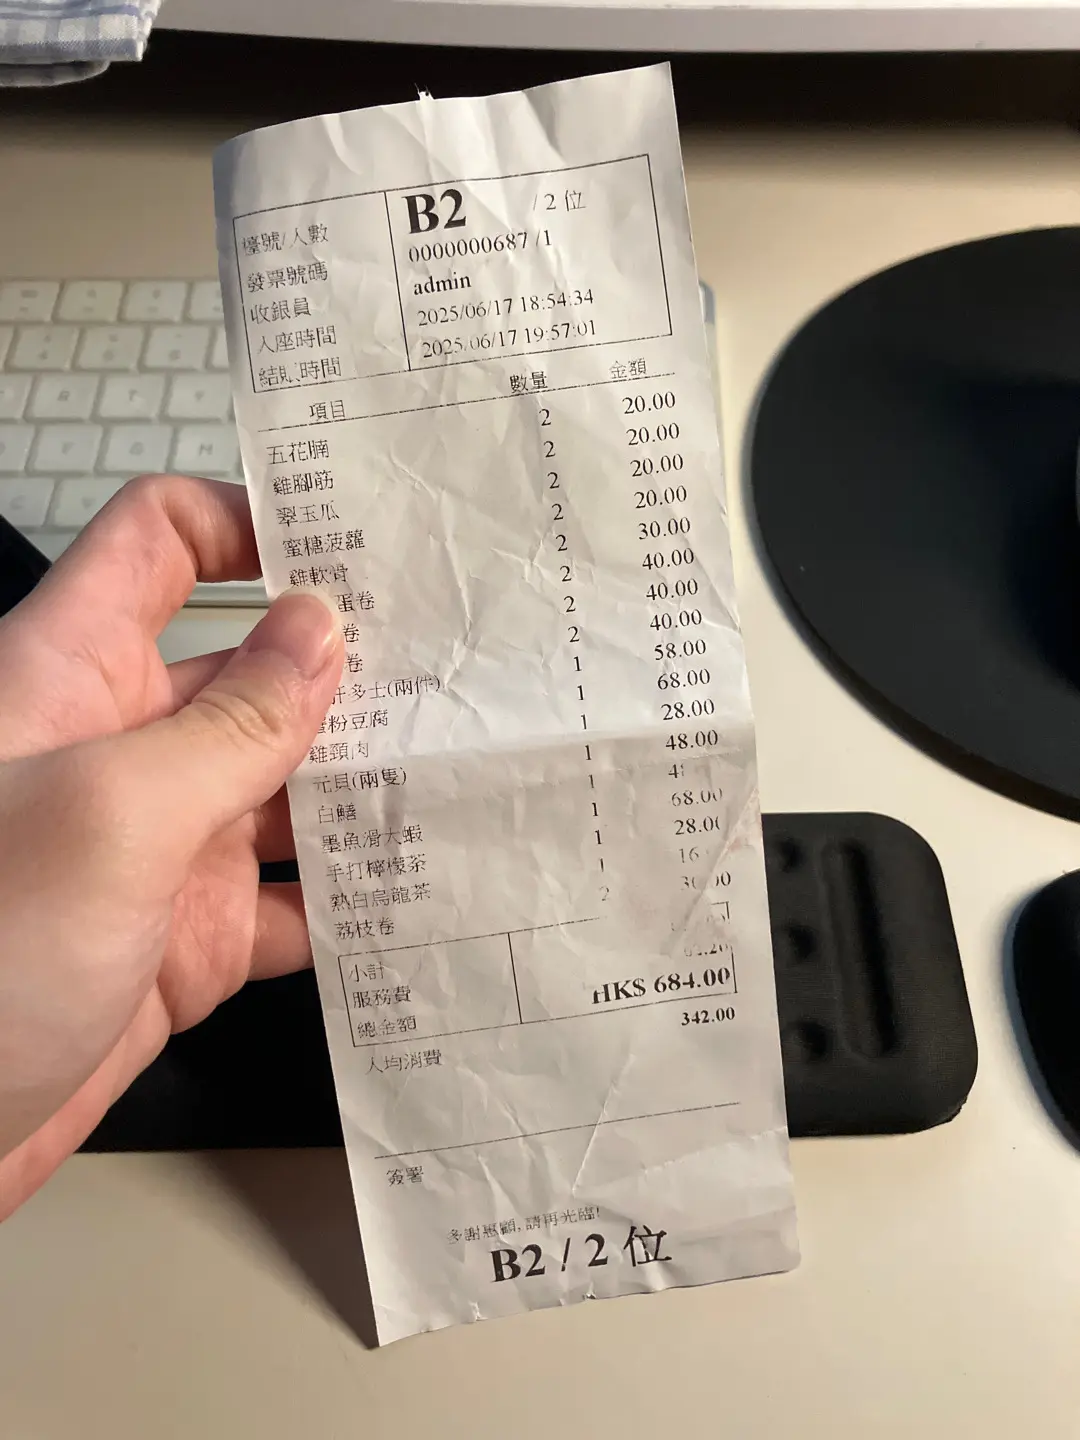 檯號/人數 B2 / 2 位
發票號碼 0000000687 /1
收銀員 admin
入座時間 2025/06/17 18:54:34
結賬時間 2025/06/17 19:57:01
項目 數量 金額
五花腩 2 20.00
雞腳筋 2 20.00
翠玉瓜 2 20.00
蜜糖菠蘿 2 20.00
雞軟骨 2 30.00
蛋卷 2 40.00
卷 2 40.00
卷 2 40.00
多士(兩件) 1 58.00
粉豆腐 1 68.00
雞頸肉 1 28.00
元貝(兩隻) 1 48.00
白鱔 1
墨魚滑大蝦 1 68.00
手打檸檬茶 1 28.00
熱白烏龍茶 1 16
荔枝卷 2 30.00
小計
服務費
總金額 HK$ 684.00
人均消費 342.00
簽署
多謝惠顧, 請再光臨!
B2 / 2 位